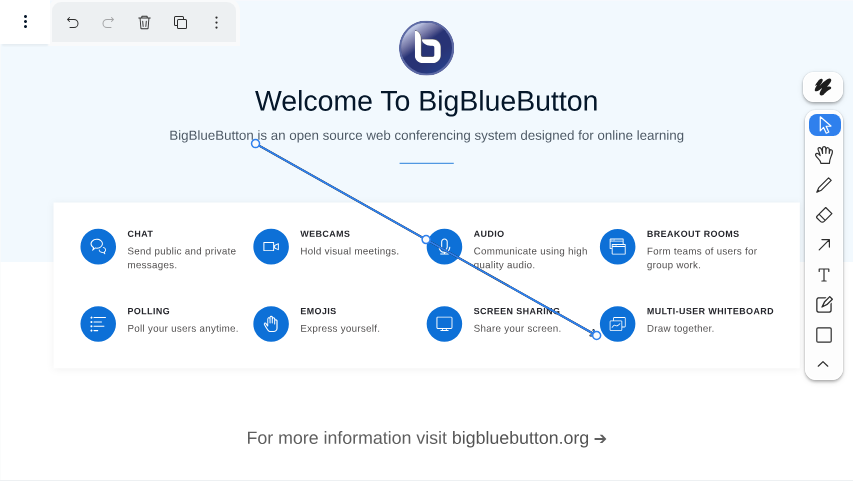 Welcome To BigBlueButton
BigBlueButton is an open source web conferencing system designed for online learning
CHAT
Send public and private
messages.
WEBCAMS
Hold visual meetings.
AUDIO
Communicate using high
quality audio.
BREAKOUT ROOMS
Form teams of users for
group work.
POLLING
Poll your users anytime.
EMOJIS
Express yourself.
SCREEN SHARING
Share your screen.
MULTI-USER WHITEBOARD
Draw together.
For more information visit bigbluebutton.org ➔